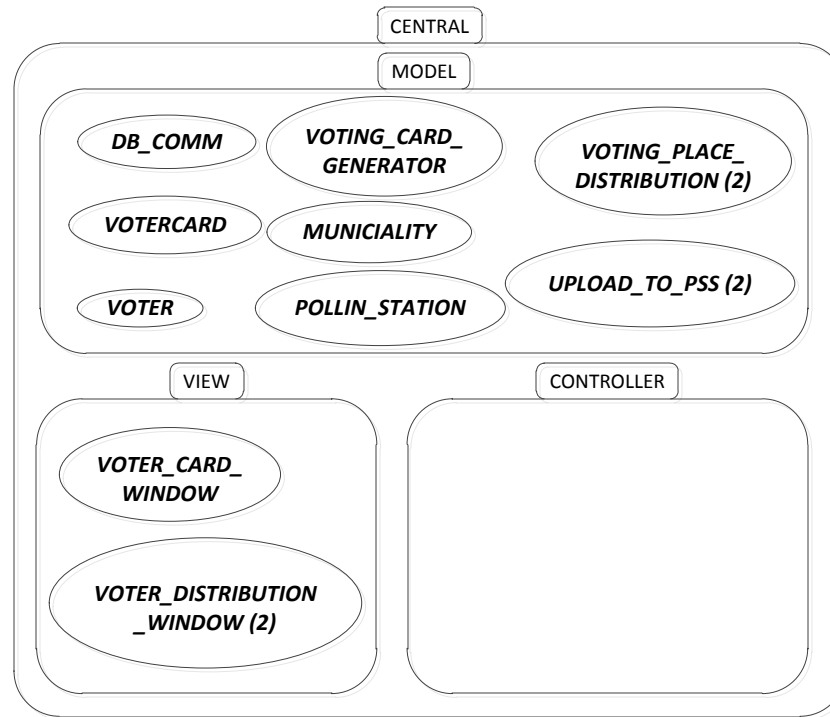 CENTRAL
MODEL
DB_COMM
VOTING_CARD_
GENERATOR
VOTING_PLACE_
DISTRIBUTION (2)
VOTERCARD
MUNICIALITY
VOTER
POLLIN_STATION
UPLOAD_TO_PSS (2)
VIEW
CONTROLLER
VOTER_CARD_
WINDOW
VOTER_DISTRIBUTION
_WINDOW (2)